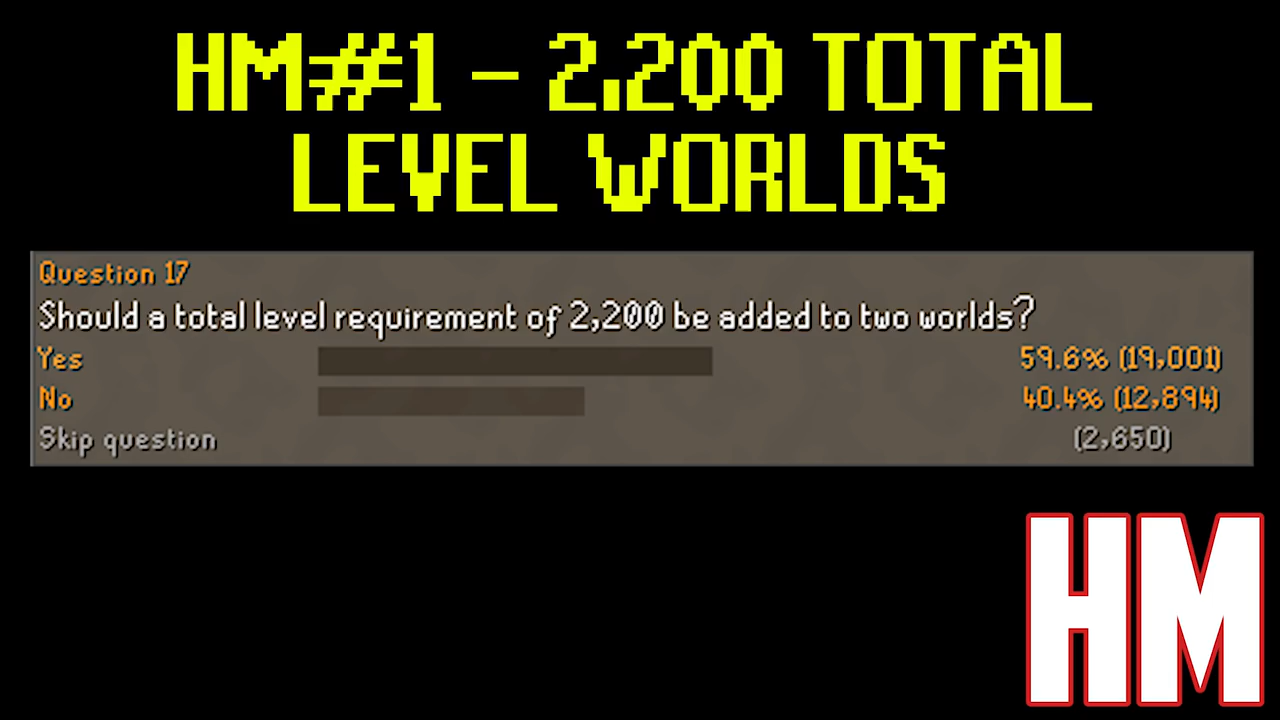 HM#1 - 2,200 TOTAL
LEVEL WORLDS
Question 17
Should a total level requirement of 2,200 be added to two worlds?
Yes 59.6% (19,001)
No 40.4% (12,894)
Skip question (2,650)
HM